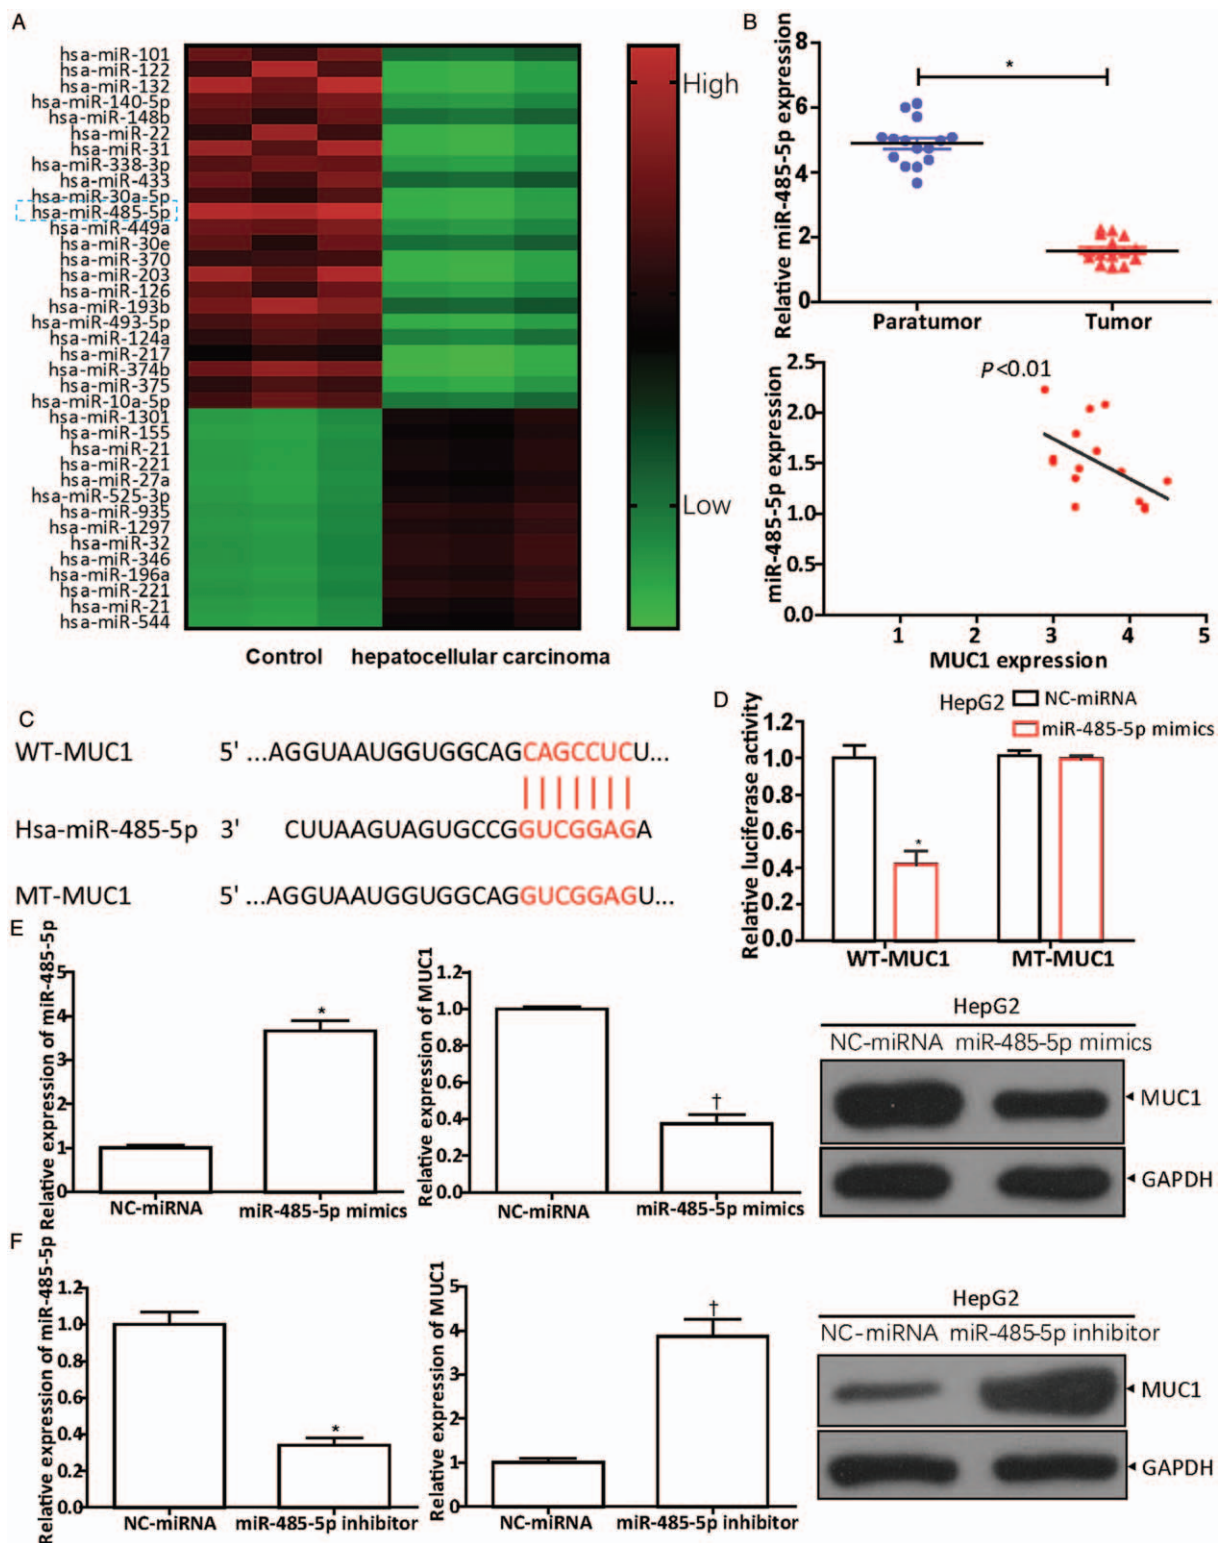 A
hsa-miR-101
hsa-miR-122
hsa-miR-132
hsa-miR-140-5p
hsa-miR-148b
hsa-miR-22
hsa-miR-31
hsa-miR-338-3p
hsa-miR-433
hsa-miR-30a-5p
hsa-miR-485-5p
hsa-miR-449a
hsa-miR-30e
hsa-miR-370
hsa-miR-203
hsa-miR-126
hsa-miR-193b
hsa-miR-493-5p
hsa-miR-124a
hsa-miR-217
hsa-miR-374b
hsa-miR-375
hsa-miR-10a-5p
hsa-miR-1301
hsa-miR-155
hsa-miR-21
hsa-miR-221
hsa-miR-27a
hsa-miR-525-3p
hsa-miR-935
hsa-miR-1297
hsa-miR-32
hsa-miR-346
hsa-miR-196a
hsa-miR-221
hsa-miR-21
hsa-miR-544
Control hepatocellular carcinoma
High
Low
B
Relative miR-485-5p expression
8
6
4
2
0
*
Paratumor Tumor
miR-485-5p expression
2.5
2.0
1.5
1.0
0.5
0.0
P<0.01
1 2 3 4 5
MUC1 expression
C
WT-MUC1 5' ...AGGUAAUGGUGGCAGCAGCCUCU...
Hsa-miR-485-5p 3' CUUAAGUAGUGCCGGUCGGAGA
MT-MUC1 5' ...AGGUAAUGGUGGCAGGUCGGAGU...
D
HepG2
NC-miRNA
miR-485-5p mimics
Relative luciferase activity
1.2
1.0
0.8
0.6
0.4
0.2
0.0
*
WT-MUC1 MT-MUC1
E
Relative expression of miR-485-5p
5
4
3
2
1
0
*
NC-miRNA miR-485-5p mimics
Relative expression of MUC1
1.2
1.0
0.8
0.6
0.4
0.2
0.0
†
NC-miRNA miR-485-5p mimics
HepG2
NC-miRNA miR-485-5p mimics
MUC1
GAPDH
F
Relative expression of miR-485-5p
1.2
1.0
0.8
0.6
0.4
0.2
0.0
*
NC-miRNA miR-485-5p inhibitor
Relative expression of MUC1
5
4
3
2
1
0
†
NC-miRNA miR-485-5p inhibitor
HepG2
NC-miRNA miR-485-5p inhibitor
MUC1
GAPDH